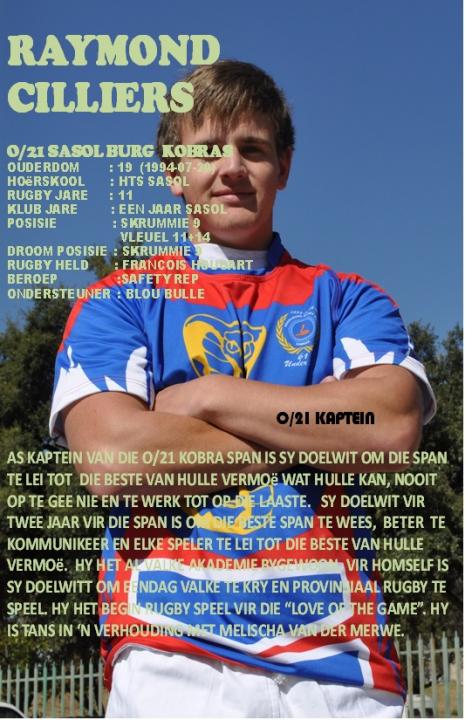 RAYMOND
CILLIERS
O/21 SASOL BURG KOBRAS
OUDERDOM : 19 (1994-07-20)
HOëRSKOOL : HTS SASOL
RUGBY JARE : 11
KLUB JARE : EEN JAAR SASOL
POSISIE : SKRUMMIE 9
VLEUEL 11+14
DROOM POSISIE : SKRUMMIE 9
RUGBY HELD : FRANCOIS HOUGART
BEROEP :SAFETY REP
ONDERSTEUNER : BLOU BULLE
O/21 KAPTEIN
AS KAPTEIN VAN DIE O/21 KOBRA SPAN IS SY DOELWIT OM DIE SPAN
TE LEI TOT DIE BESTE VAN HULLE VERMOë WAT HULLE KAN, NOOIT
OP TE GEE NIE EN TE WERK TOT OP DIE LAASTE. SY DOELWIT VIR
TWEE JAAR VIR DIE SPAN IS OM DIE BESTE SPAN TE WEES, BETER TE
KOMMUNIKEER EN ELKE SPELER TE LEI TOT DIE BESTE VAN HULLE
VERMOË. HY HET AL VALKE AKADEMIE BYGEWOON. VIR HOMSELF IS
SY DOELWITT OM EENDAG VALKE TE KRY EN PROVINSIAAL RUGBY TE
SPEEL. HY HET BEGIN RUGBY SPEEL VIR DIE “LOVE OF THE GAME”. HY
IS TANS IN ‘N VERHOUDING MET MELISCHA VAN DER MERWE.